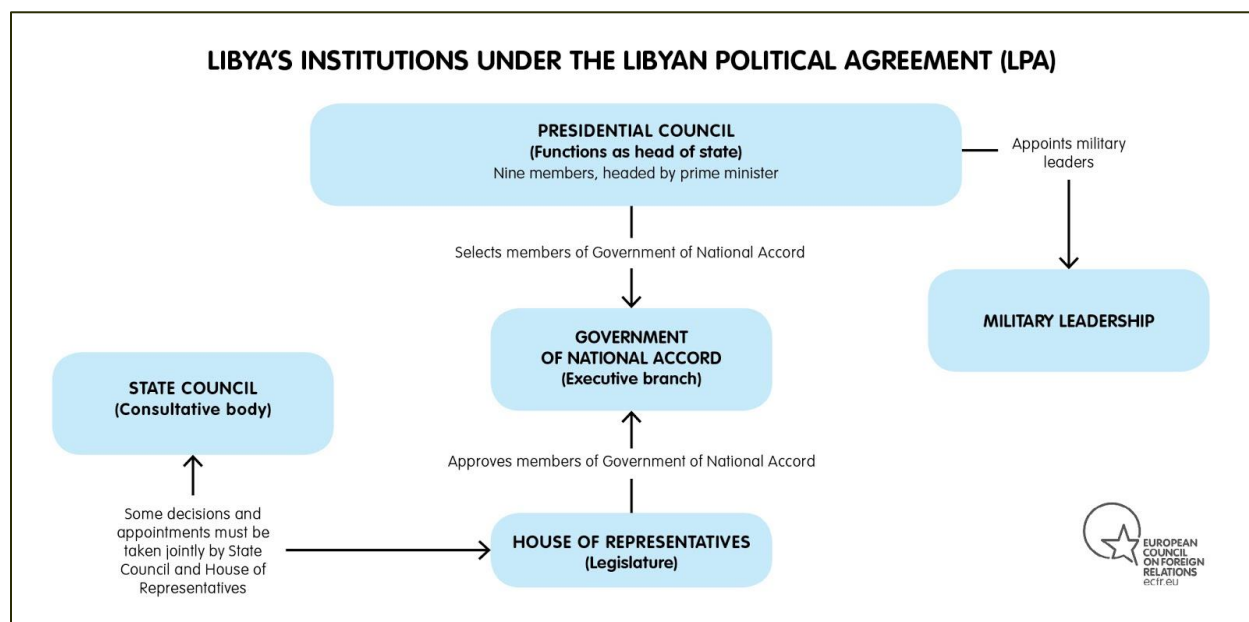 LIBYA'S INSTITUTIONS UNDER THE LIBYAN POLITICAL AGREEMENT (LPA)
PRESIDENTIAL COUNCIL
(Functions as head of state)
Nine members, headed by prime minister
Appoints military
leaders
Selects members of Government of National Accord
MILITARY LEADERSHIP
GOVERNMENT
OF NATIONAL ACCORD
(Executive branch)
STATE COUNCIL
(Consultative body)
Approves members of Government of National Accord
Some decisions and
appointments must be
taken jointly by State
Council and House of
Representatives
HOUSE OF REPRESENTATIVES
(Legislature)
EUROPEAN
COUNCIL
ON FOREIGN
RELATIONS
ecfr.eu